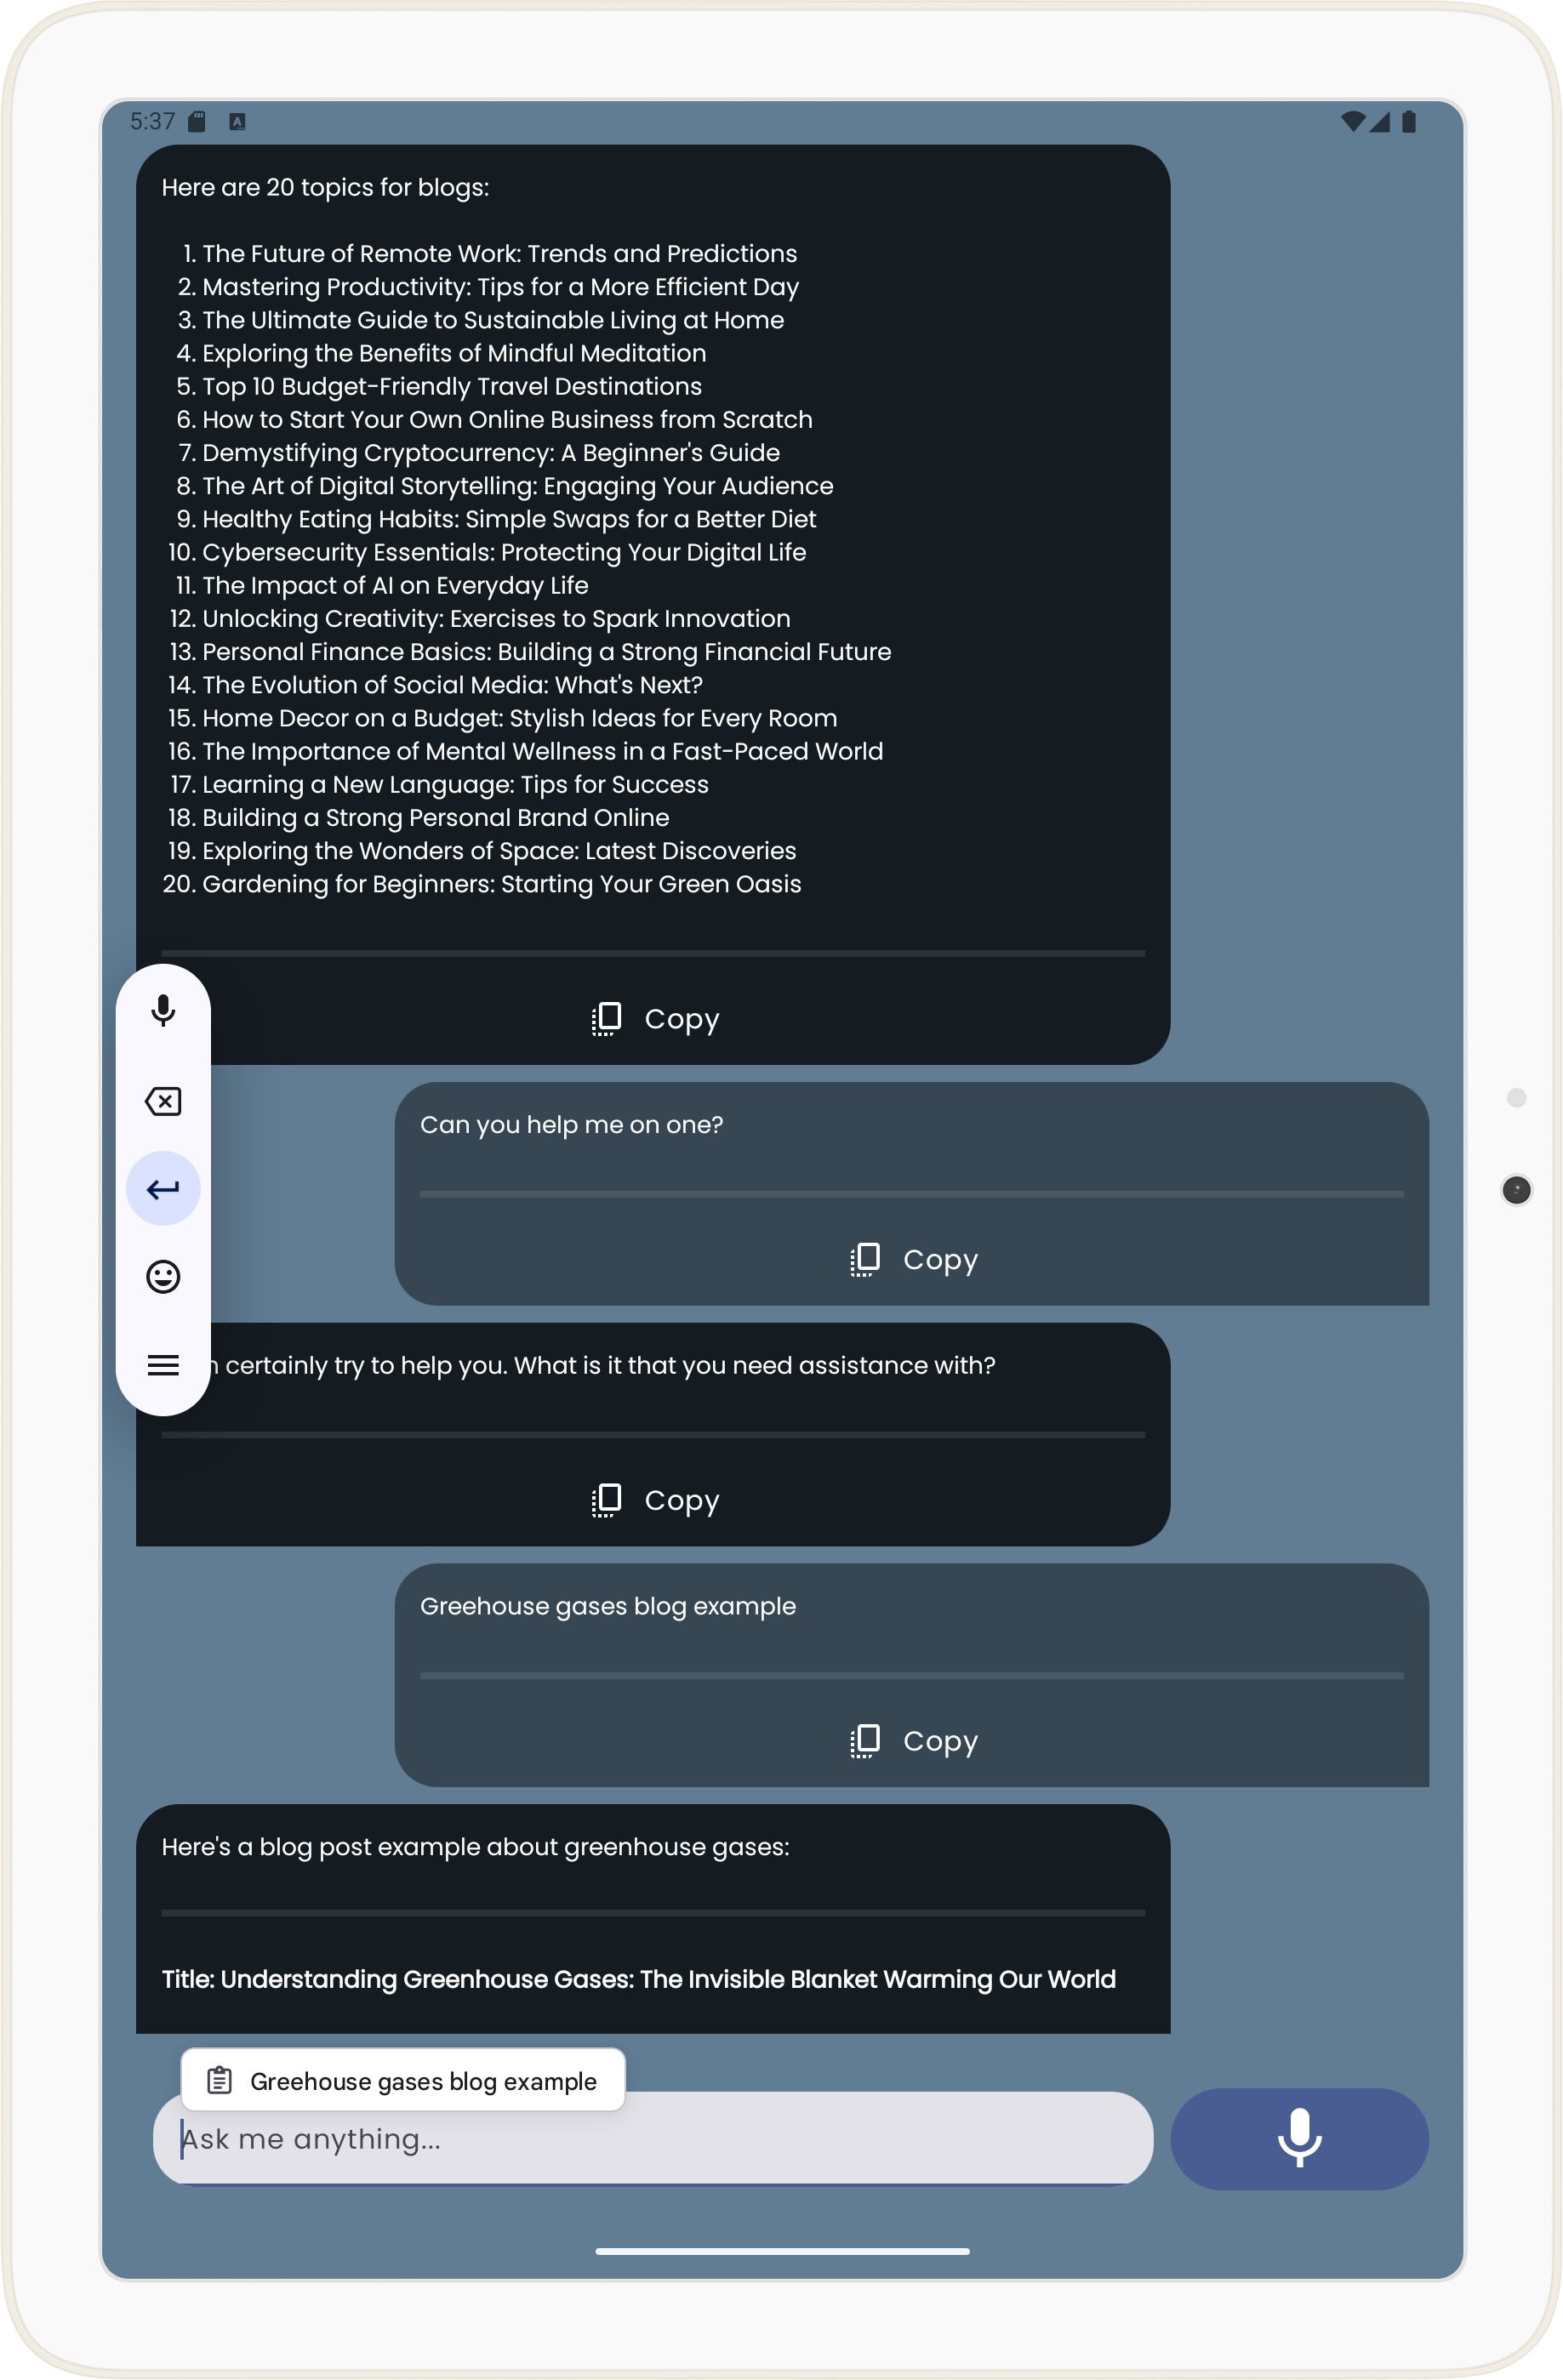 5:37
Here are 20 topics for blogs:
1. The Future of Remote Work: Trends and Predictions
2. Mastering Productivity: Tips for a More Efficient Day
3. The Ultimate Guide to Sustainable Living at Home
4. Exploring the Benefits of Mindful Meditation
5. Top 10 Budget-Friendly Travel Destinations
6. How to Start Your Own Online Business from Scratch
7. Demystifying Cryptocurrency: A Beginner's Guide
8. The Art of Digital Storytelling: Engaging Your Audience
9. Healthy Eating Habits: Simple Swaps for a Better Diet
10. Cybersecurity Essentials: Protecting Your Digital Life
11. The Impact of AI on Everyday Life
12. Unlocking Creativity: Exercises to Spark Innovation
13. Personal Finance Basics: Building a Strong Financial Future
14. The Evolution of Social Media: What's Next?
15. Home Decor on a Budget: Stylish Ideas for Every Room
16. The Importance of Mental Wellness in a Fast-Paced World
17. Learning a New Language: Tips for Success
18. Building a Strong Personal Brand Online
19. Exploring the Wonders of Space: Latest Discoveries
20. Gardening for Beginners: Starting Your Green Oasis
Copy
Can you help me on one?
Copy
certainly try to help you. What is it that you need assistance with?
Copy
Greehouse gases blog example
Copy
Here's a blog post example about greenhouse gases:
Title: Understanding Greenhouse Gases: The Invisible Blanket Warming Our World
Greehouse gases blog example
Ask me anything...